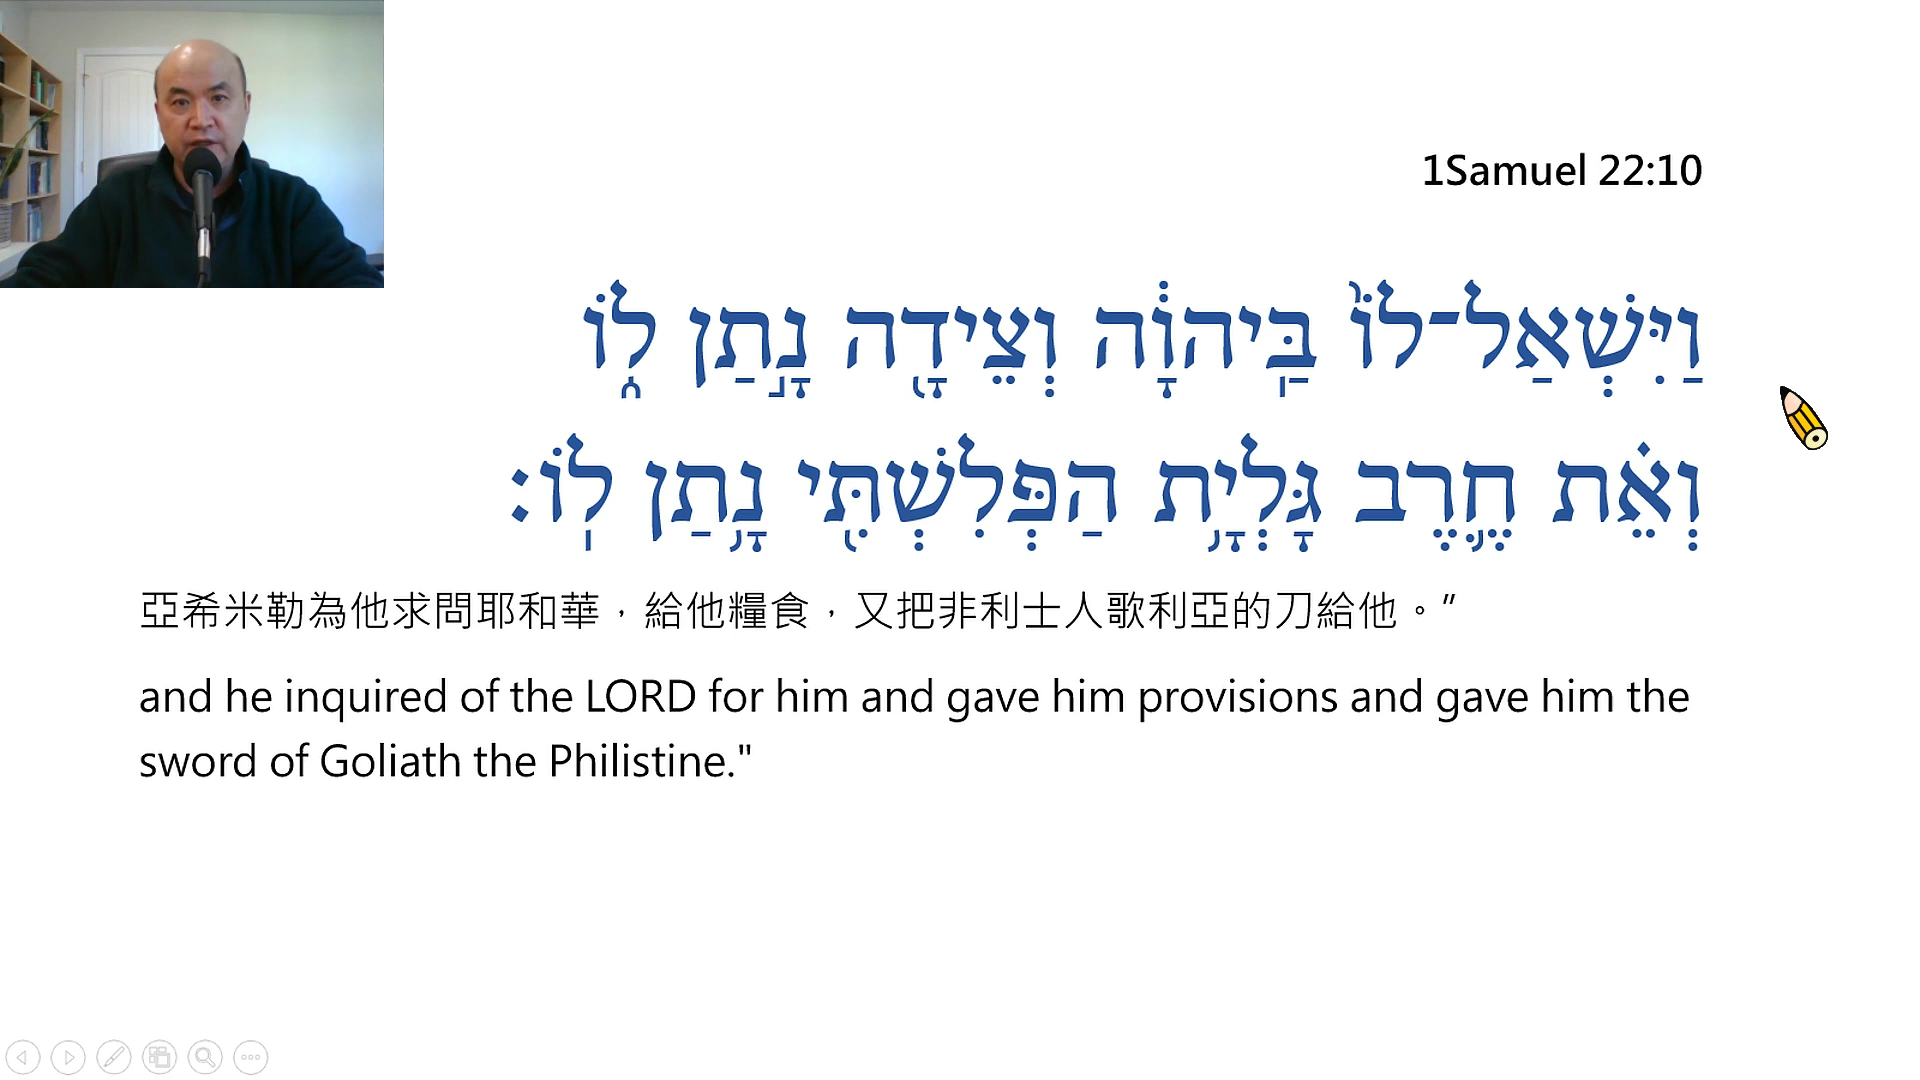 1Samuel 22:10
וַיִּשְׁאַל־לוֹ֙ בַּֽיהוָ֔ה וְצֵידָ֖ה נָ֣תַן ל֑וֹ
וְאֵ֗ת חֶ֛רֶב גָּלְיָ֥ת הַפְּלִשְׁתִּ֖י נָ֥תַן לֽוֹ׃
亞希米勒為他求問耶和華，給他糧食，又把非利士人歌利亞的刀給他。”
and he inquired of the LORD for him and gave him provisions and gave him the
sword of Goliath the Philistine."